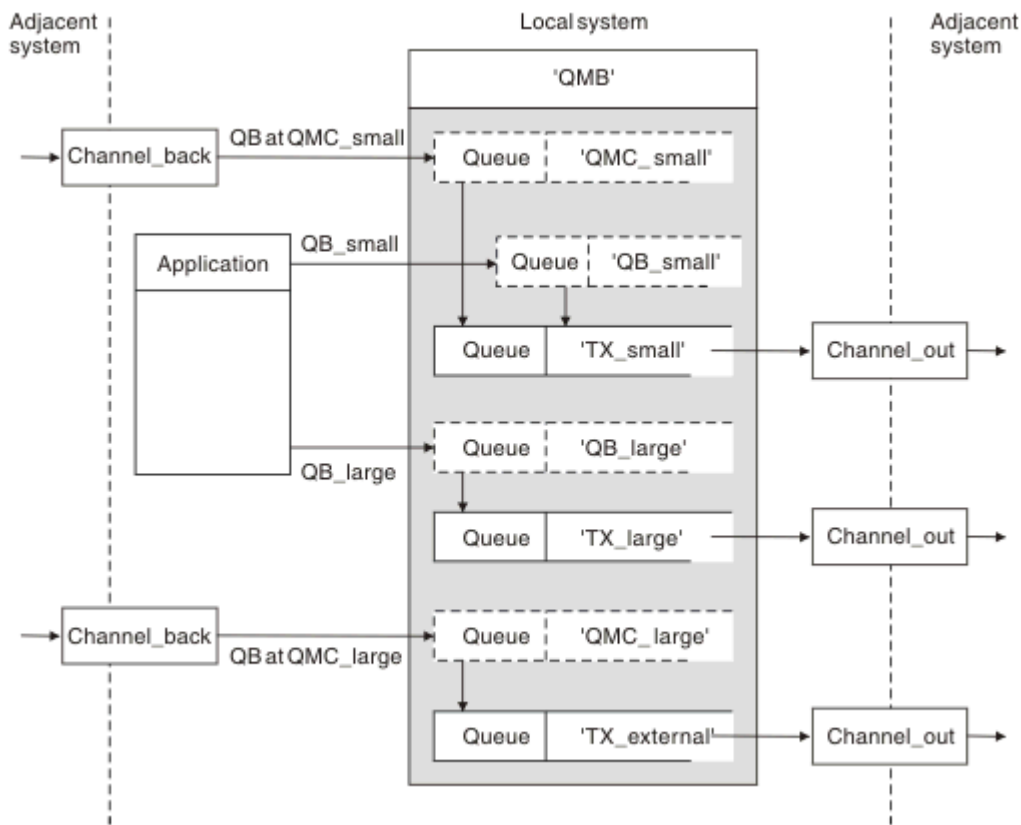 Adjacent
system
Local system
Adjacent
system
'QMB'
Channel_back
QB at QMC_small
Queue
'QMC_small'
Application
QB_small
Queue
'QB_small'
Queue
'TX_small'
Channel_out
QB_large
Queue
'QB_large'
Queue
'TX_large'
Channel_out
Channel_back
QB at QMC_large
Queue
'QMC_large'
Queue
'TX_external'
Channel_out